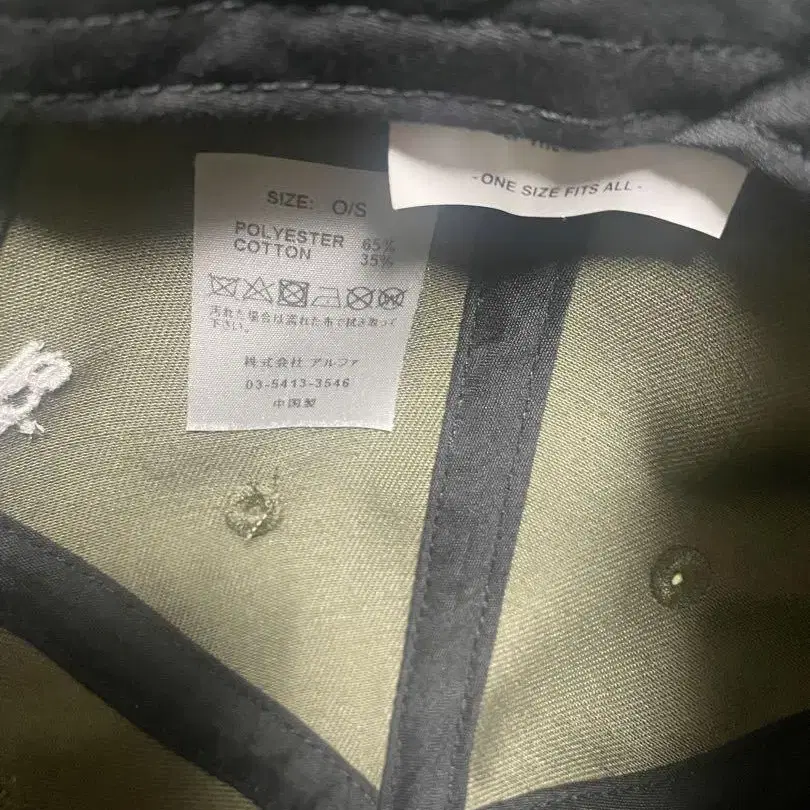 -ONE SIZE FITS ALL-
SIZE: O/S
POLYESTER 65%
COTTON 35%
汚れた場合は濡れた布で拭き取って
下さい。
株式会社 アルファ
03-5413-3546
中国製